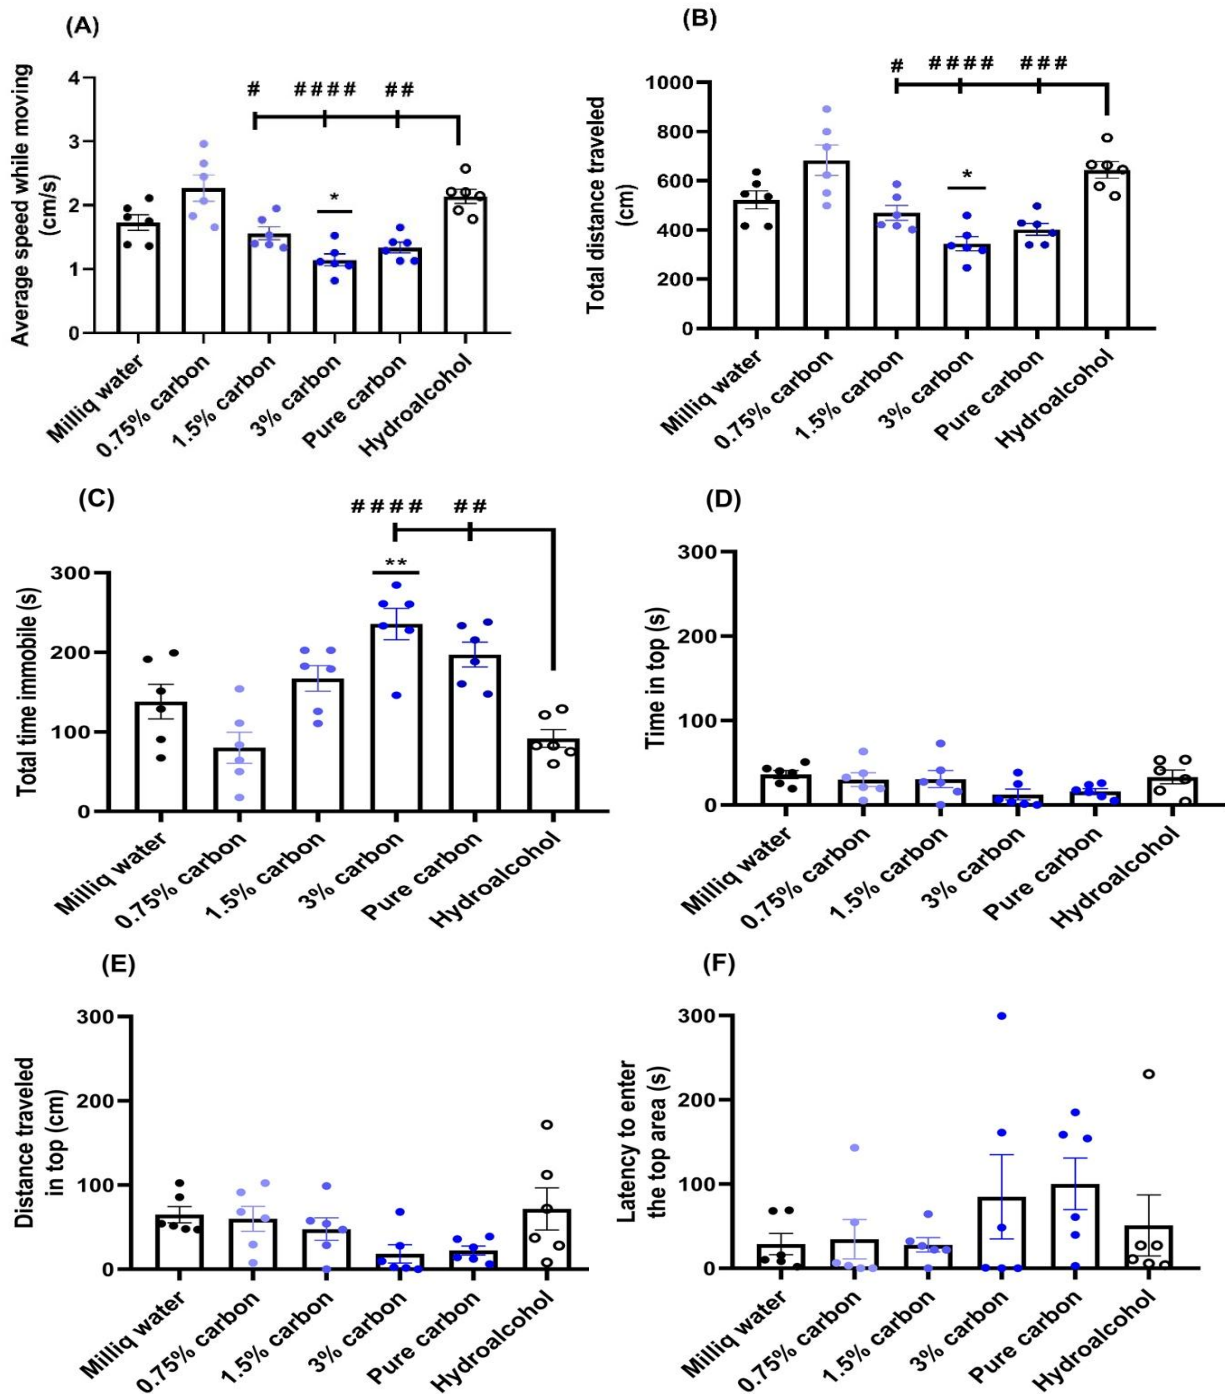 (A)
Average speed while moving
(cm/s)
4
3
2
1
0
# #### ##
*
Milliq water
0.75% carbon
1.5% carbon
3% carbon
Pure carbon
Hydroalcohol
(B)
Total distance traveled
(cm)
1000
800
600
400
200
0
# #### ###
*
Milliq water
0.75% carbon
1.5% carbon
3% carbon
Pure carbon
Hydroalcohol
(C)
Total time immobile (s)
300
200
100
0
#### ##
**
Milliq water
0.75% carbon
1.5% carbon
3% carbon
Pure carbon
Hydroalcohol
(D)
Time in top (s)
300
200
100
0
Milliq water
0.75% carbon
1.5% carbon
3% carbon
Pure carbon
Hydroalcohol
(E)
Distance traveled
in top (cm)
300
200
100
0
Milliq water
0.75% carbon
1.5% carbon
3% carbon
Pure carbon
Hydroalcohol
(F)
Latency to enter
the top area (s)
300
200
100
0
Milliq water
0.75% carbon
1.5% carbon
3% carbon
Pure carbon
Hydroalcohol